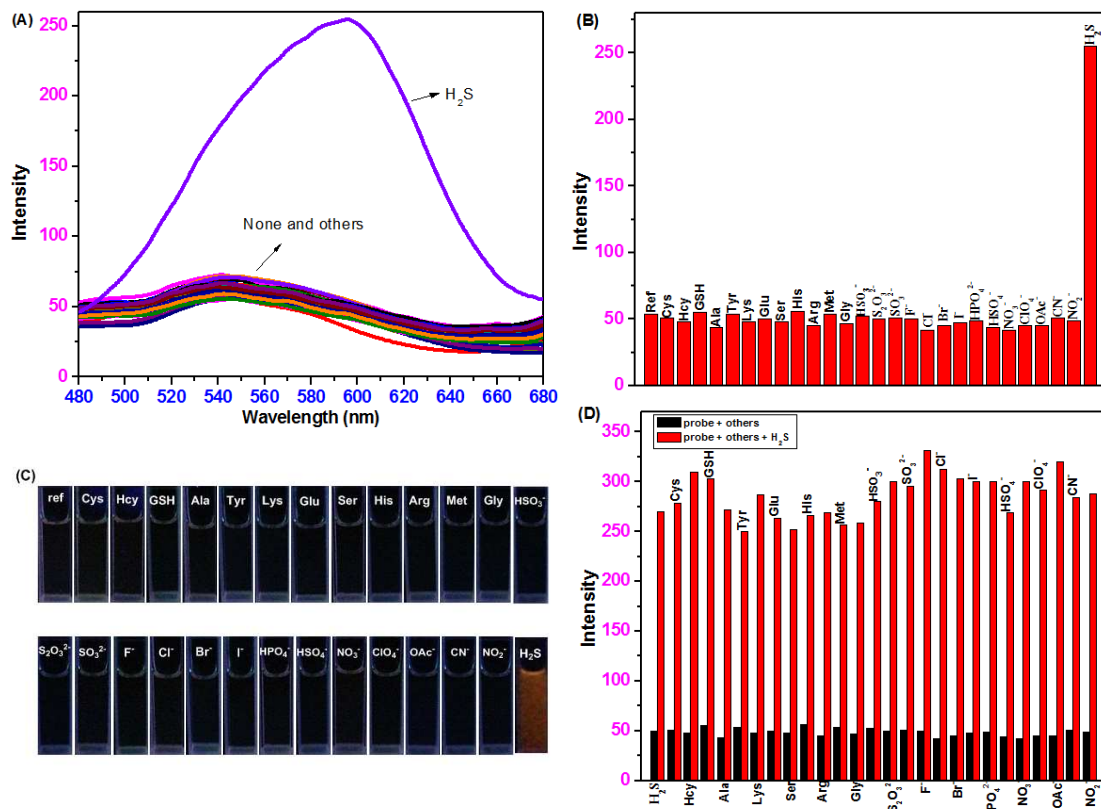 (A)
300
250
200
150
100
50
0
Intensity
H₂S
None and others
480 500 520 540 560 580 600 620 640 660 680
Wavelength (nm)
(B)
250
200
150
100
50
0
Intensity
Ref Cys Hcy GSH Ala Tyr Lys Glu Ser His Arg Met Gly HSO₃⁻ S₂O₃²⁻ SO₃²⁻ F⁻ Cl⁻ Br⁻ I⁻ HPO₄²⁻ HSO₄⁻ NO₃⁻ ClO₄⁻ OAc⁻ CN⁻ NO₂⁻ H₂S
(C)
ref Cys Hcy GSH Ala Tyr Lys Glu Ser His Arg Met Gly HSO₃⁻
S₂O₃²⁻ SO₃²⁻ F⁻ Cl⁻ Br⁻ I⁻ HPO₄⁻ HSO₄⁻ NO₃⁻ ClO₄⁻ OAc⁻ CN⁻ NO₂⁻ H₂S
(D)
probe + others
probe + others + H₂S
350
300
250
200
150
100
50
0
Intensity
Cys GSH Tyr Glu His Met HSO₃⁻ SO₃²⁻ Cl⁻ I⁻ HSO₄⁻ ClO₄⁻ CN⁻
H₂S Hcy Ala Lys Ser Arg Gly S₂O₃²⁻ F⁻ Br⁻ PO₄²⁻ NO₃⁻ OAc⁻ NO₂⁻